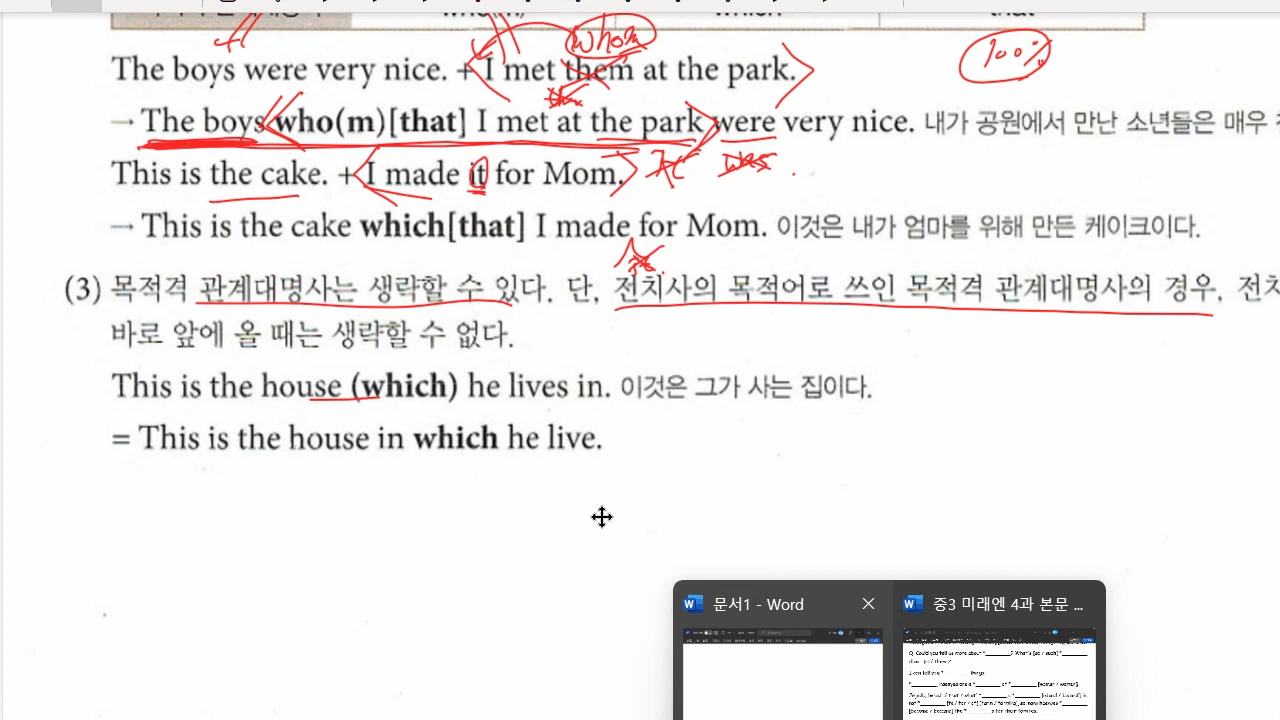 whom
100%
The boys were very nice. + I met them at the park.
→ The boys who(m)[that] I met at the park were very nice. 내가 공원에서 만난 소년들은 매우
was
This is the cake. + I made it for Mom.
→ This is the cake which[that] I made for Mom. 이것은 내가 엄마를 위해 만든 케이크이다.
(3) 목적격 관계대명사는 생략할 수 있다. 단, 전치사의 목적어로 쓰인 목적격 관계대명사의 경우, 전치
바로 앞에 올 때는 생략할 수 없다.
This is the house (which) he lives in. 이것은 그가 사는 집이다.
= This is the house in which he live.
문서1 - Word
중3 미래엔 4과 본문 ...